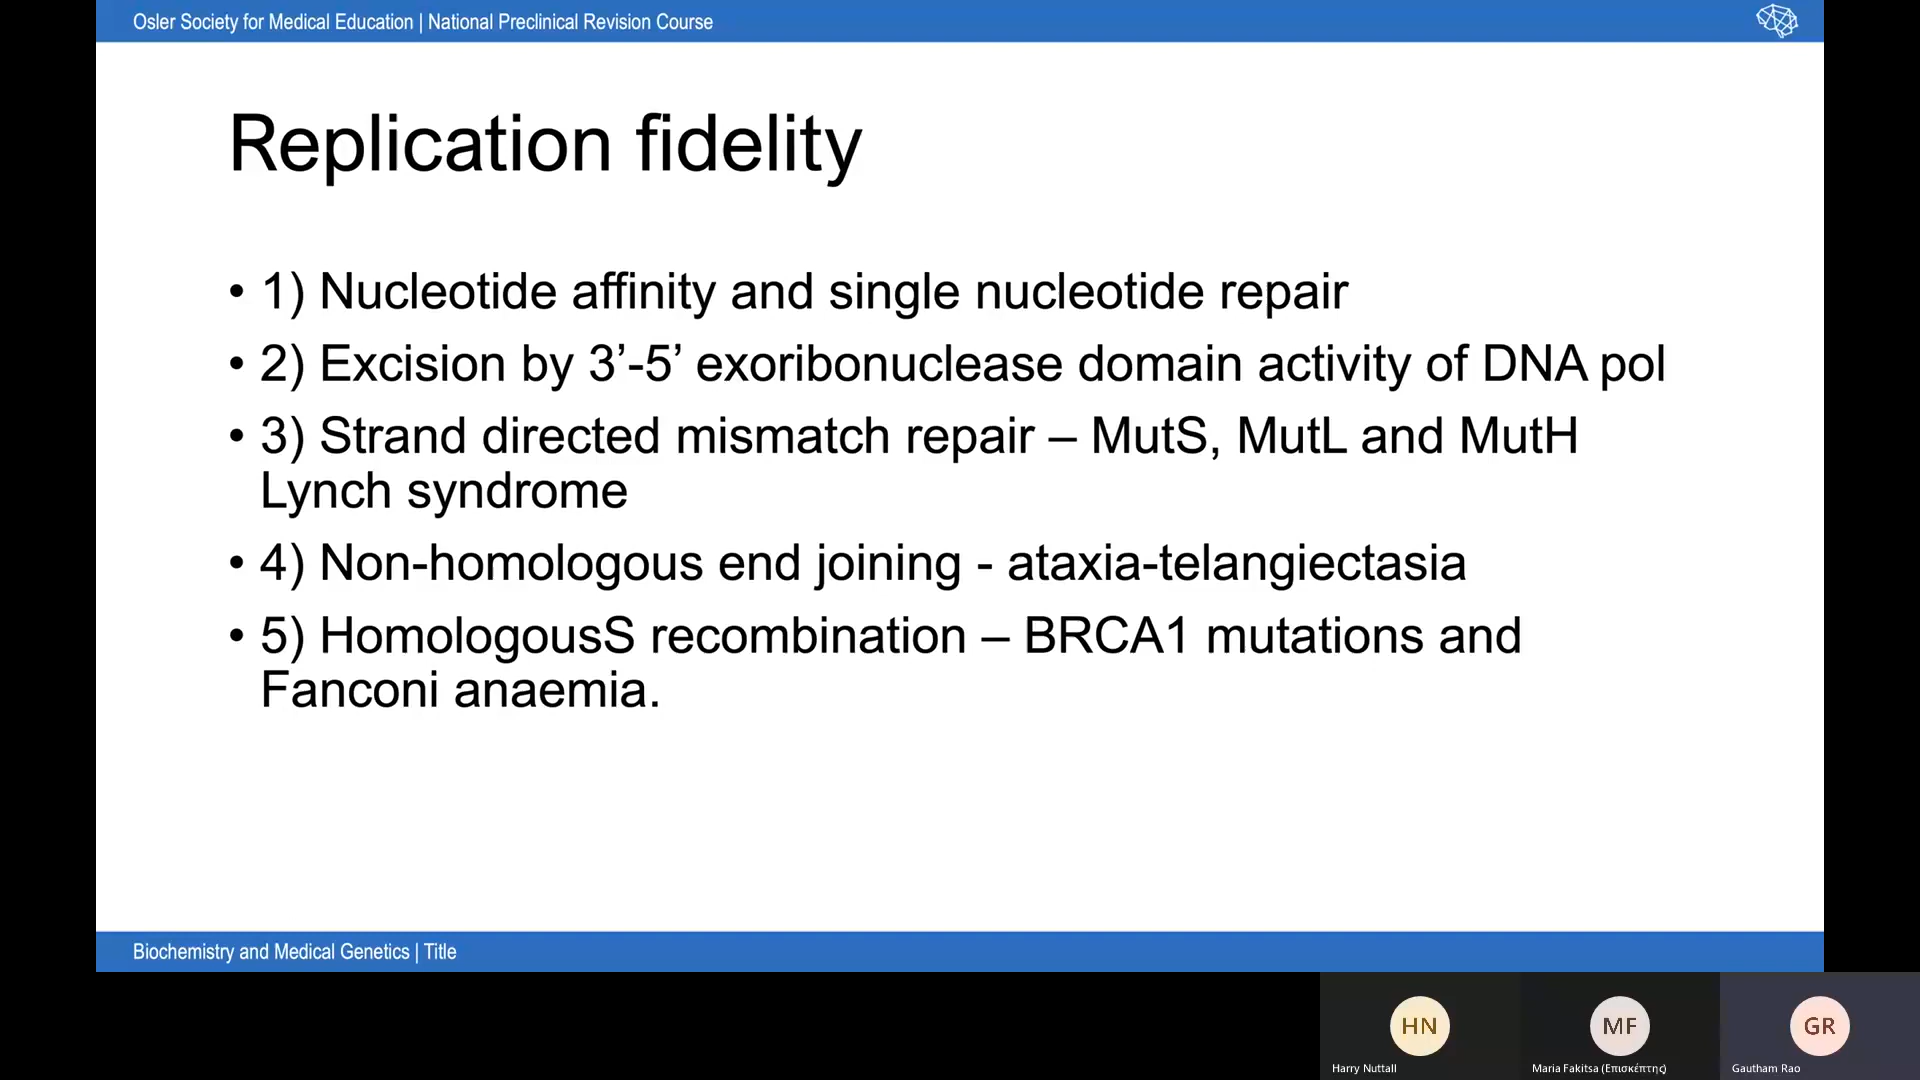 Osler Society for Medical Education | National Preclinical Revision Course
Replication fidelity
• 1) Nucleotide affinity and single nucleotide repair
• 2) Excision by 3’-5’ exoribonuclease domain activity of DNA pol
• 3) Strand directed mismatch repair – MutS, MutL and MutH
Lynch syndrome
• 4) Non-homologous end joining - ataxia-telangiectasia
• 5) HomologousS recombination – BRCA1 mutations and
Fanconi anaemia.
Biochemistry and Medical Genetics | Title
HN
MF
GR
Harry Nuttall
Maria Fakitsa (Επισκέπτης)
Gautham Rao